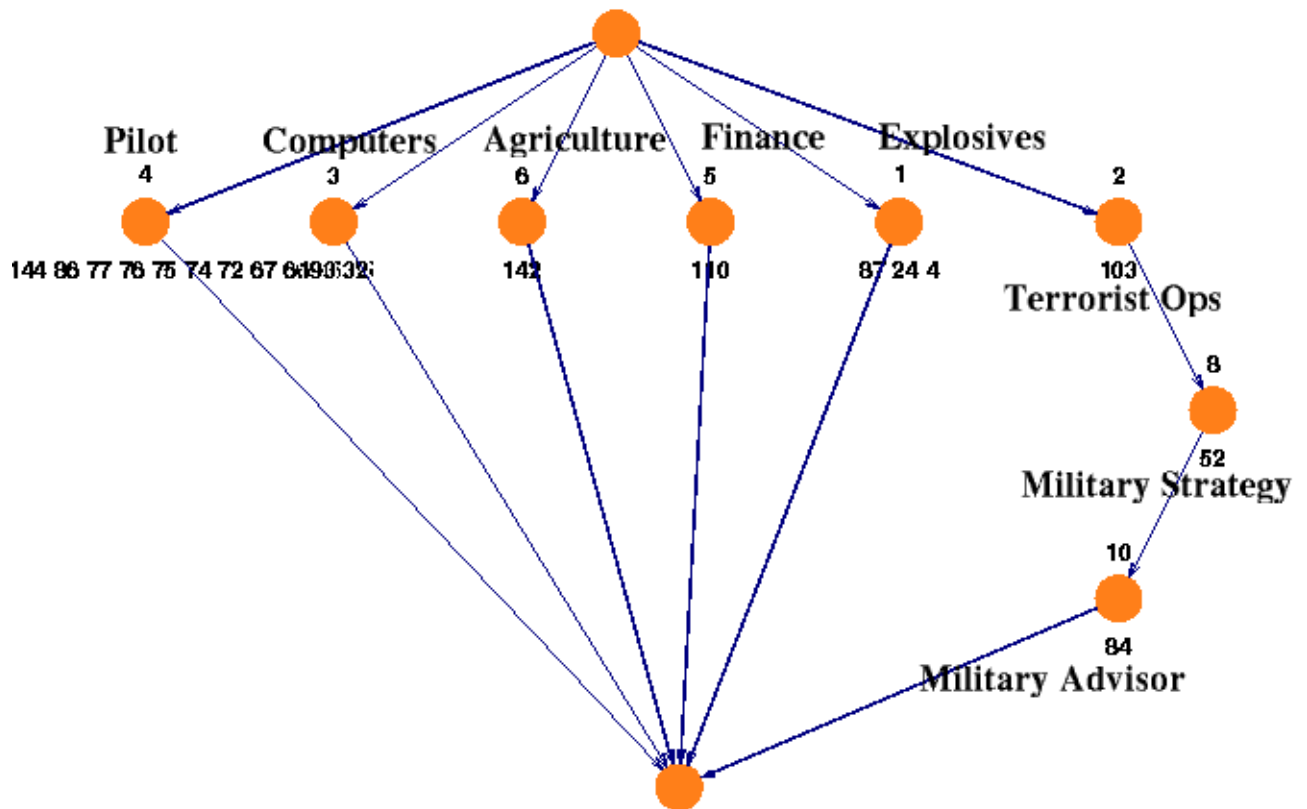 Pilot Computers Agriculture Finance Explosives
4 3 6 5 1 2
144 86 77 76 75 74 72 67 142 110 87 24 4 103
Terrorist Ops
8
52
Military Strategy
10
84
Military Advisor